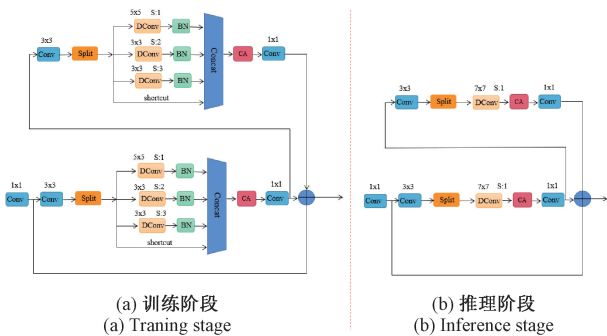 5x5 S:1
DConv BN
3x3 1x1
Conv Split 3x3 S:2 DConv BN Concat CA Conv
3x3 S:3
DConv BN
shortcut
5x5 S:1
DConv BN
1x1 3x3 1x1
Conv Conv Split 3x3 S:2 DConv BN Concat CA Conv
3x3 S:3
DConv BN
shortcut
(a) 训练阶段
(a) Traning stage
3x3 7x7 S:1 1x1
Conv Split DConv CA Conv
1x1 3x3 7x7 S:1 1x1
Conv Conv Split DConv CA Conv
(b) 推理阶段
(b) Inference stage